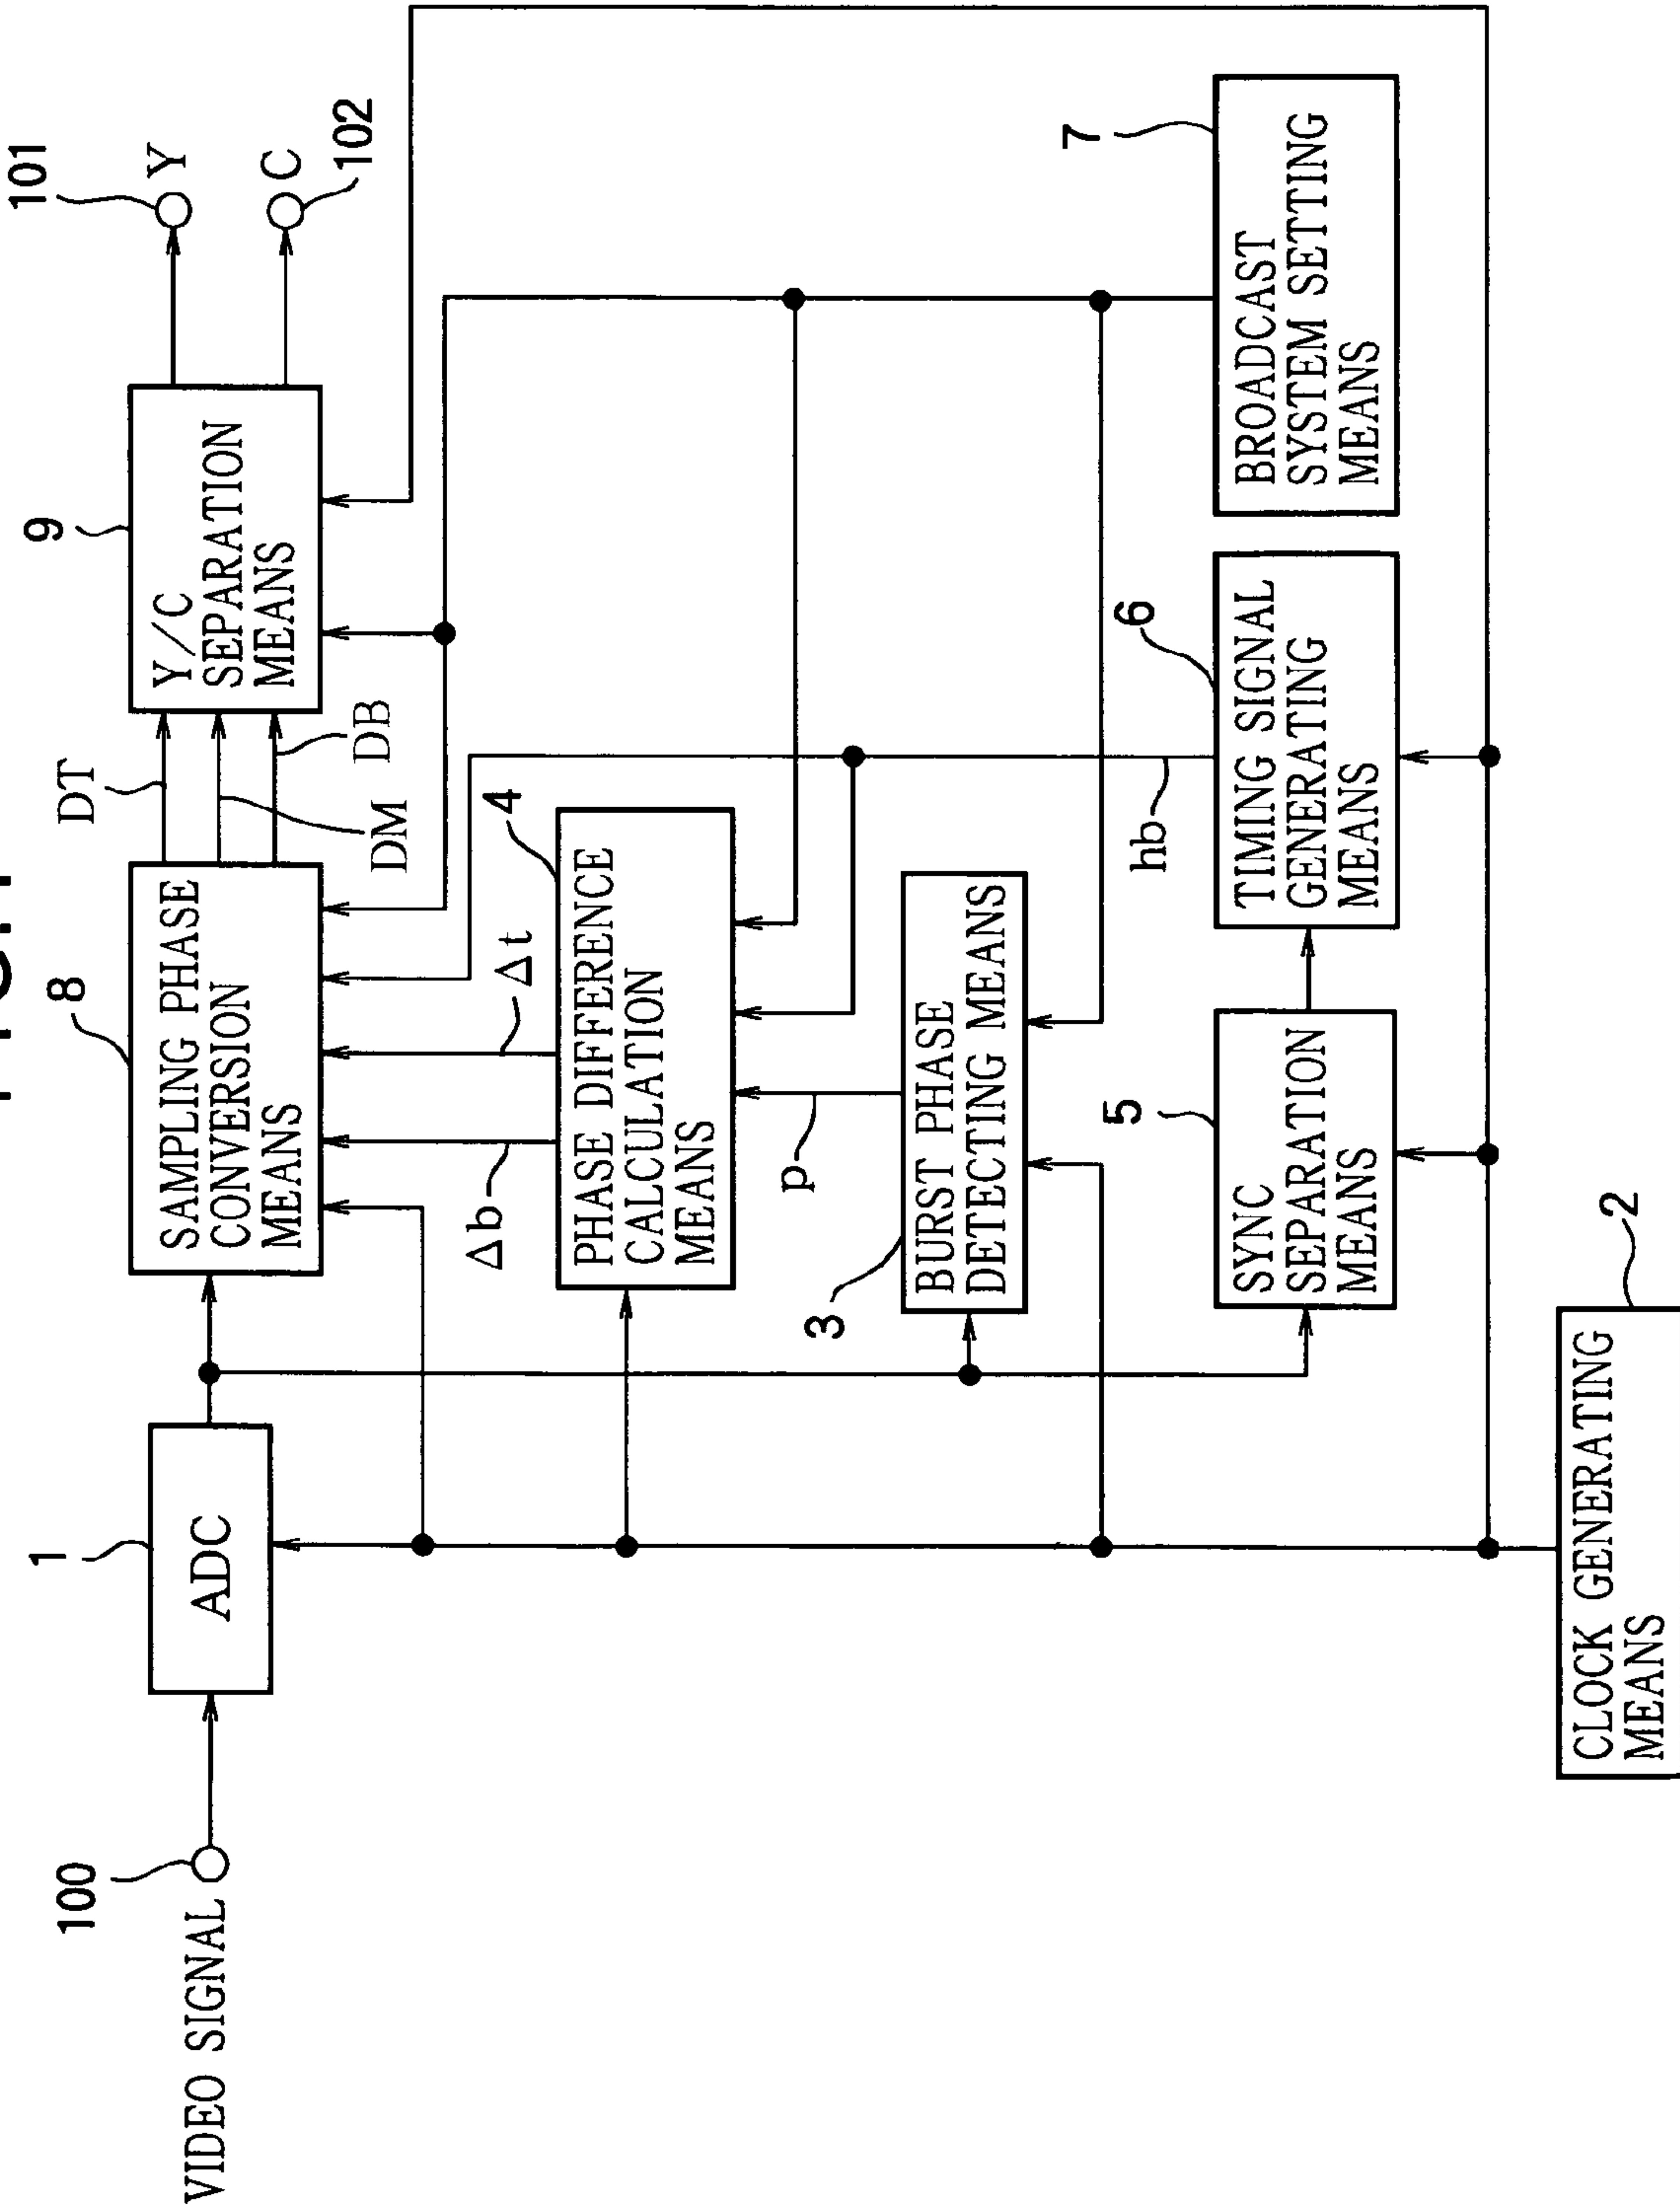 VIDEO SIGNAL
100
1
ADC
8
SAMPLING PHASE
CONVERSION
MEANS
DT
DM
DB
9
Y/C
SEPARATION
MEANS
101
Y
C
102
Δb
Δt
4
PHASE DIFFERENCE
CALCULATION
MEANS
p
3
BURST PHASE
DETECTING MEANS
hb
5
SYNC
SEPARATION
MEANS
6
TIMING SIGNAL
GENERATING
MEANS
7
BROADCAST
SYSTEM SETTING
MEANS
2
CLOCK GENERATING
MEANS